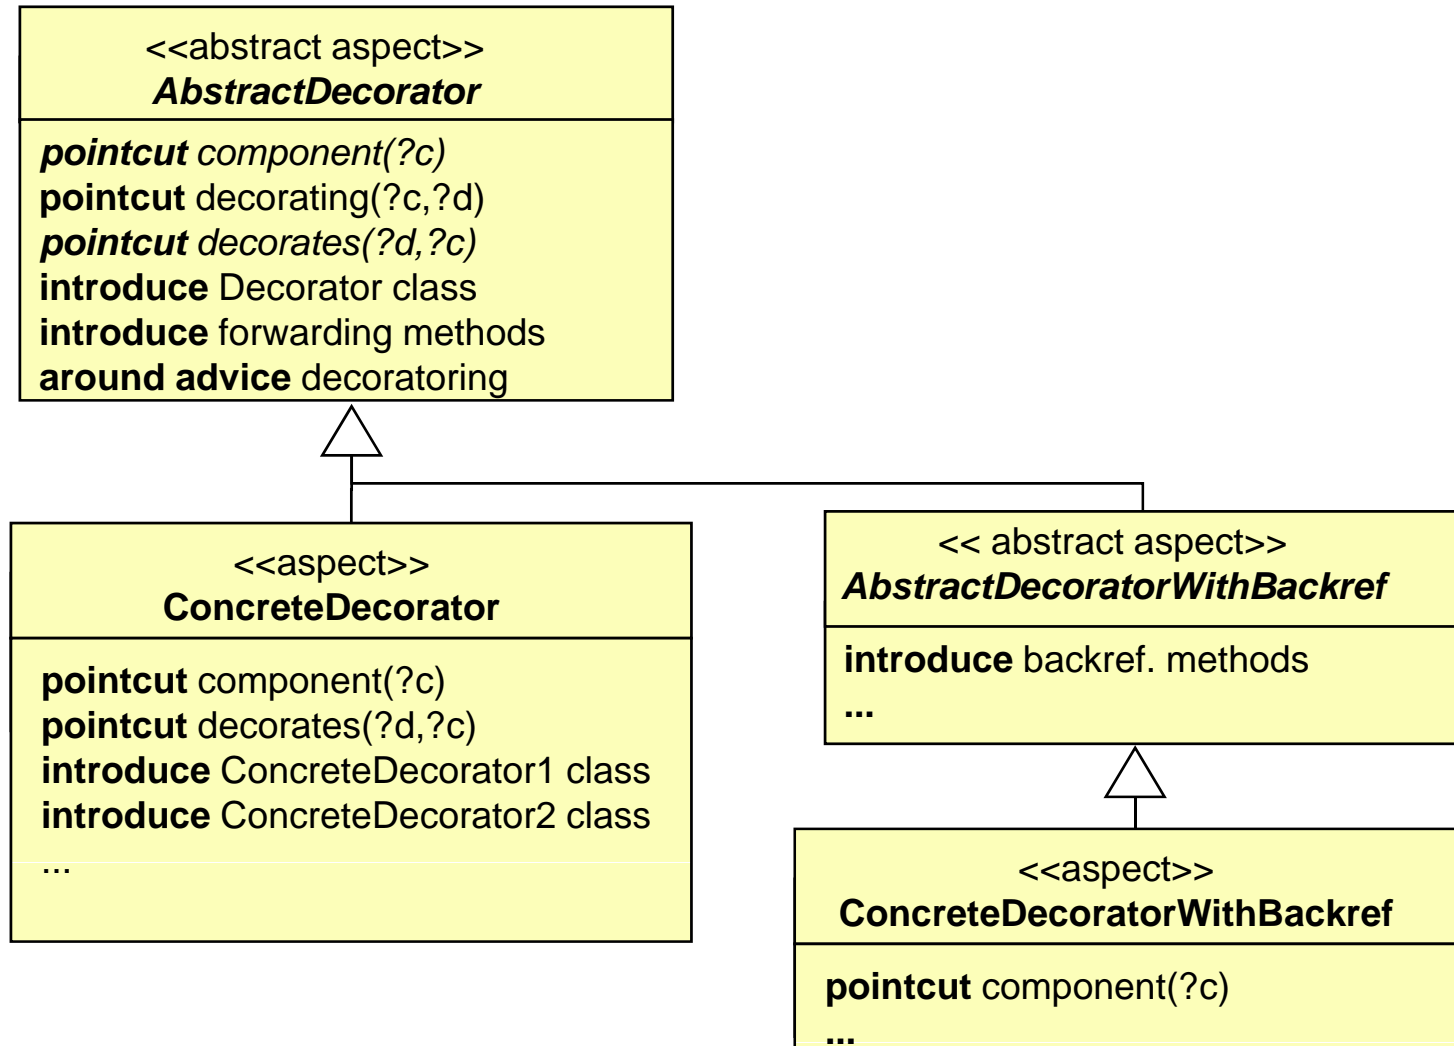 <<abstract aspect>>
AbstractDecorator
pointcut component(?c)
pointcut decorating(?c,?d)
pointcut decorates(?d,?c)
introduce Decorator class
introduce forwarding methods
around advice decoratoring
<<aspect>>
ConcreteDecorator
pointcut component(?c)
pointcut decorates(?d,?c)
introduce ConcreteDecorator1 class
introduce ConcreteDecorator2 class
...
<< abstract aspect>>
AbstractDecoratorWithBackref
introduce backref. methods
...
<<aspect>>
ConcreteDecoratorWithBackref
pointcut component(?c)
...